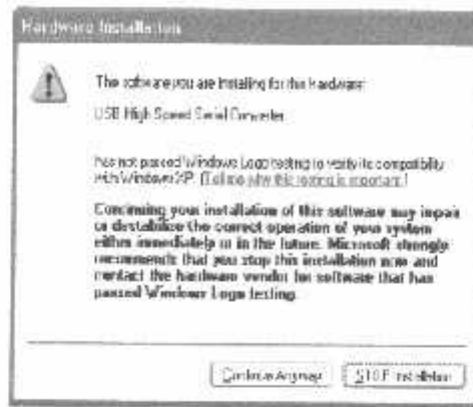 Hardware Installation
The software you are installing for this hardware:
USB High Speed Serial Converter
has not passed Windows Logo testing to verify its compatibility
with Windows XP. (Tell me why this testing is important.)
Continuing your installation of this software may impair
or destabilize the correct operation of your system
either immediately or in the future. Microsoft strongly
recommends that you stop this installation now and
contact the hardware vendor for software that has
passed Windows Logo testing.
Continue Anyway
STOP Installation